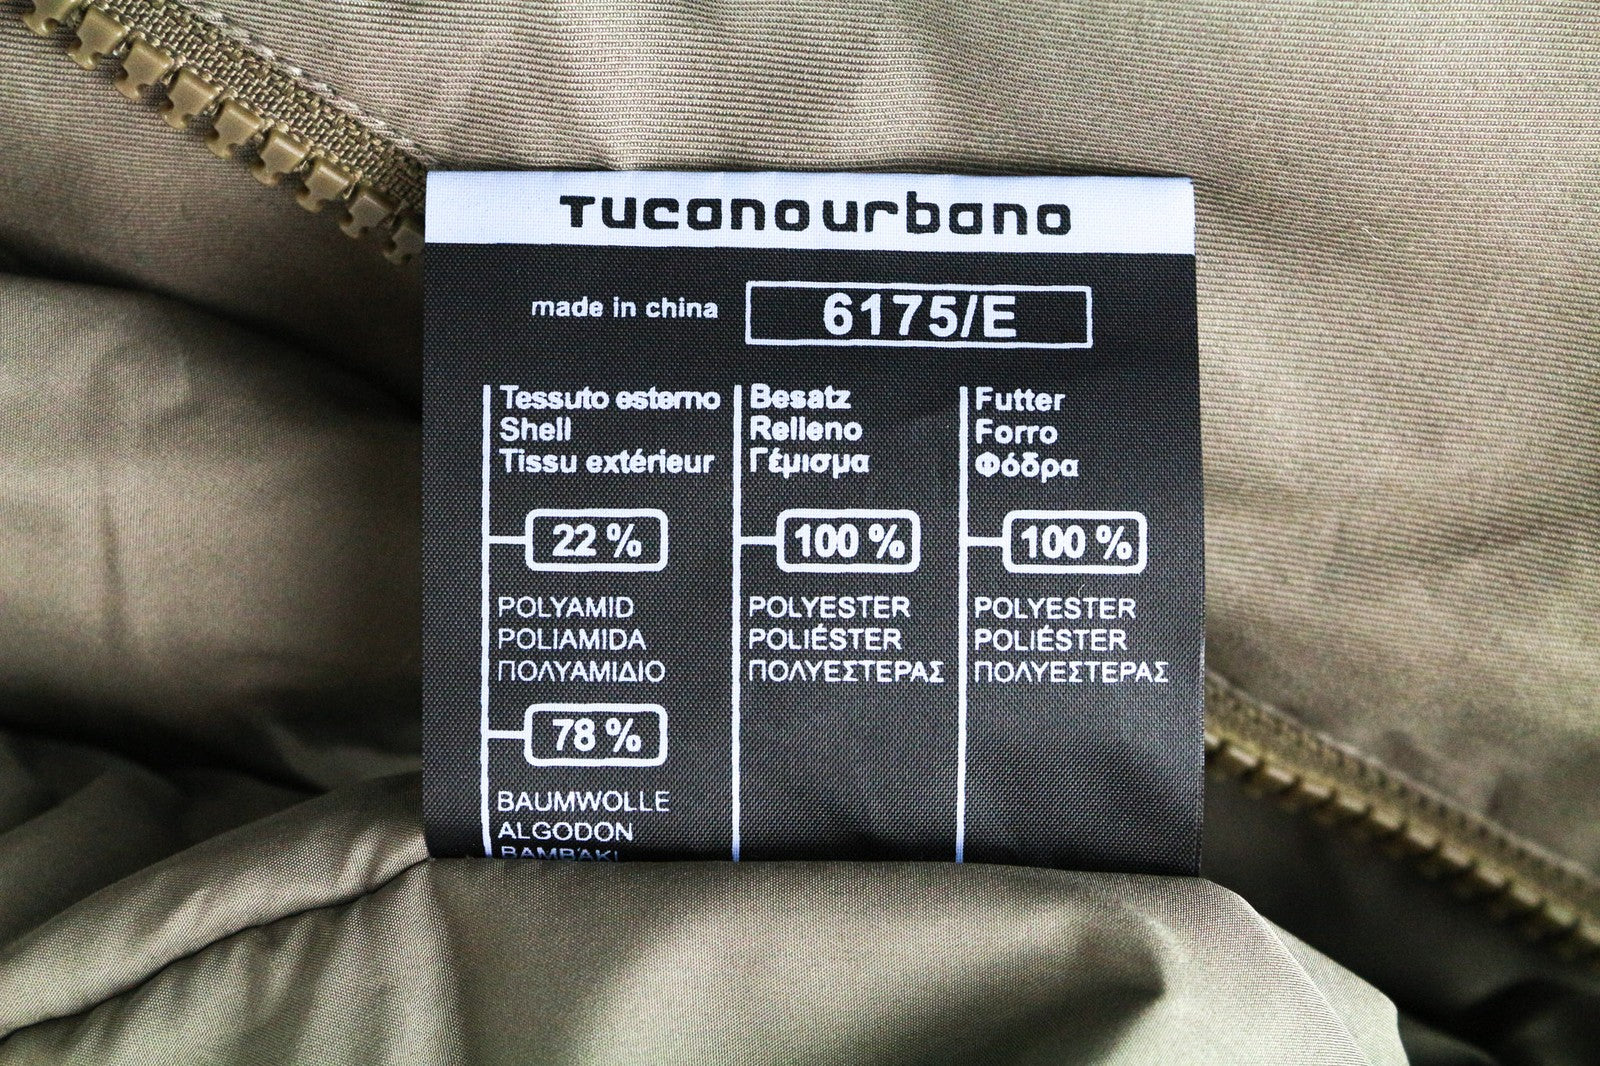 Tucanourbano
made in china 6175/E
Tessuto esterno
Shell
Tissu extérieur
22 %
POLYAMID
POLIAMIDA
ΠΟΛΥΑΜΙΔΙΟ
78 %
BAUMWOLLE
ALGODON
ΒΑΜΒΆΚΙ
Besatz
Relleno
Γέμισμα
100 %
POLYESTER
POLIÉSTER
ΠΟΛΥΕΣΤΕΡΑΣ
Futter
Forro
Φόδρα
100 %
POLYESTER
POLIÉSTER
ΠΟΛΥΕΣΤΕΡΑΣ